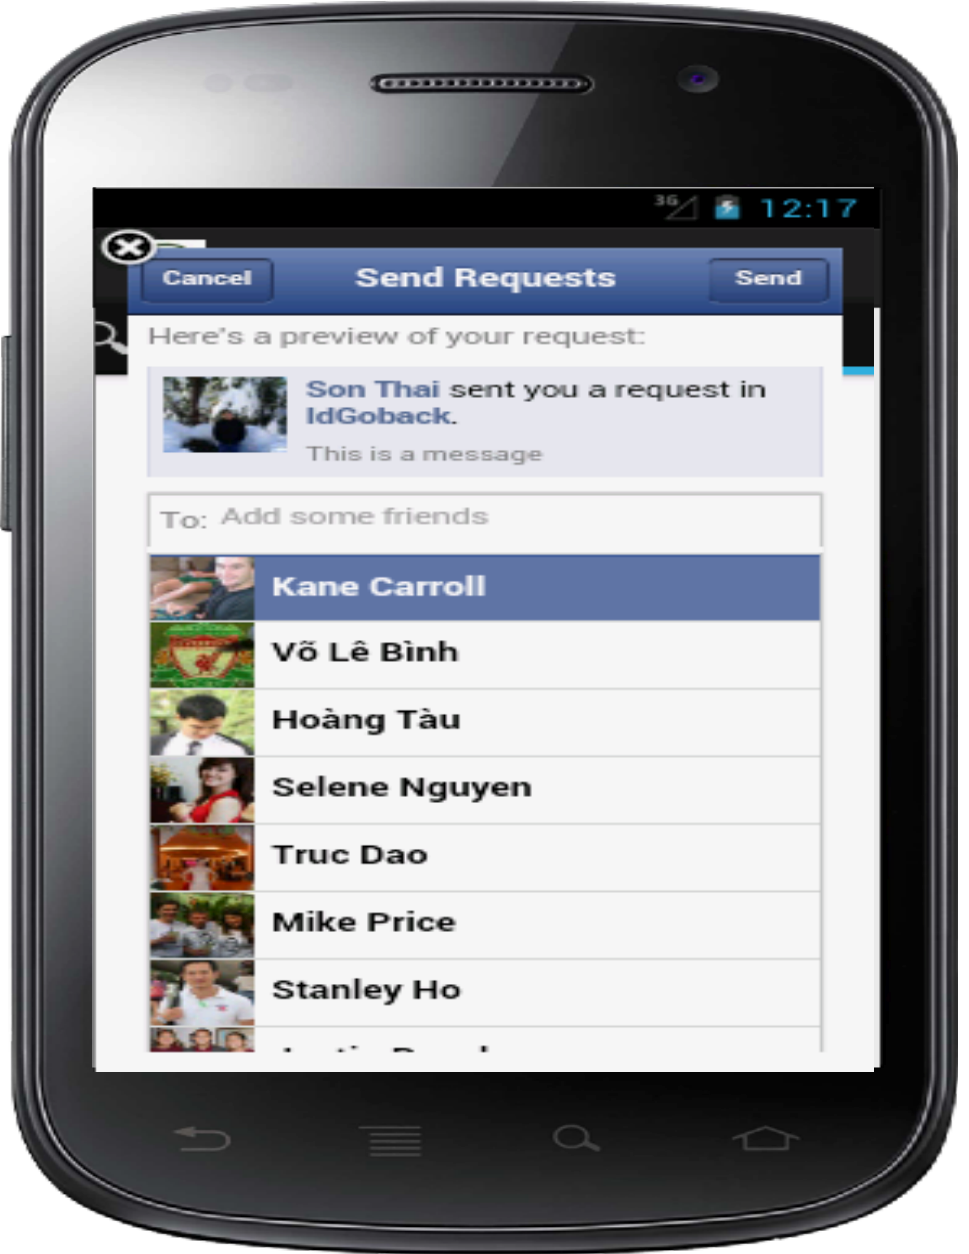 3G 12:17
Cancel Send Requests Send
Here's a preview of your request:
Son Thai sent you a request in
IdGoback.
This is a message
To: Add some friends
Kane Carroll
Võ Lê Bình
Hoàng Tàu
Selene Nguyen
Truc Dao
Mike Price
Stanley Ho